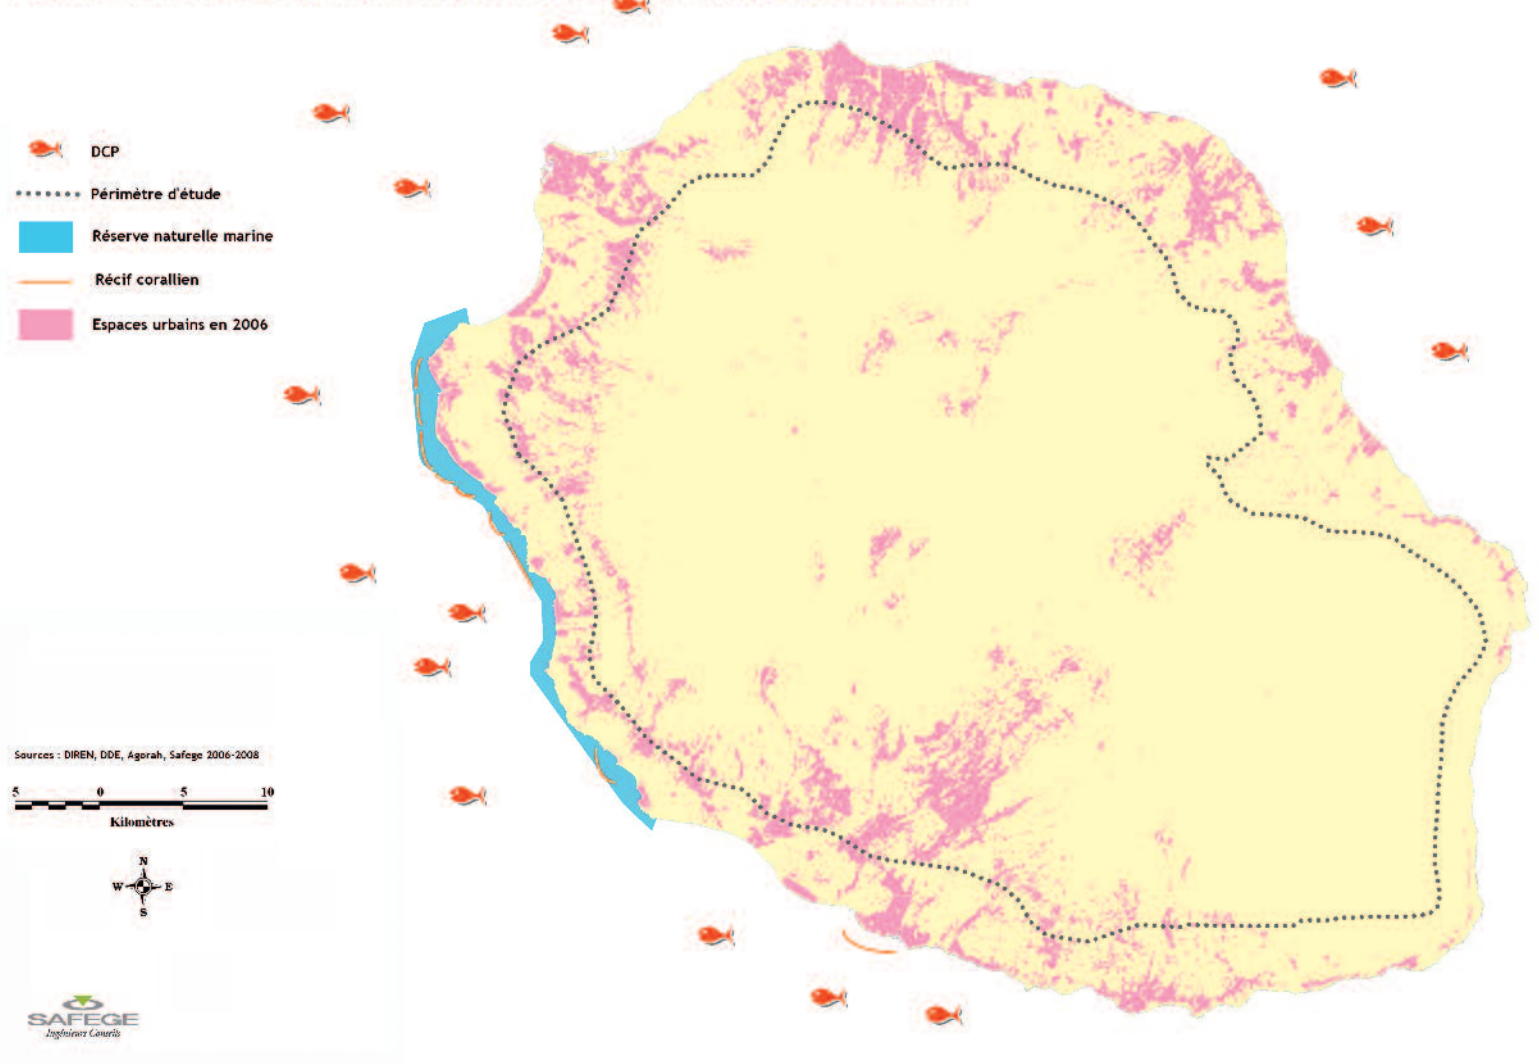 DCP
Périmètre d'étude
Réserve naturelle marine
Récif corallien
Espaces urbains en 2006
Sources : DIREN, DDE, Agorah, Safege 2006-2008
5 0 5 10
Kilomètres
N
W E
S
SAFEGE
Ingénieurs Conseils